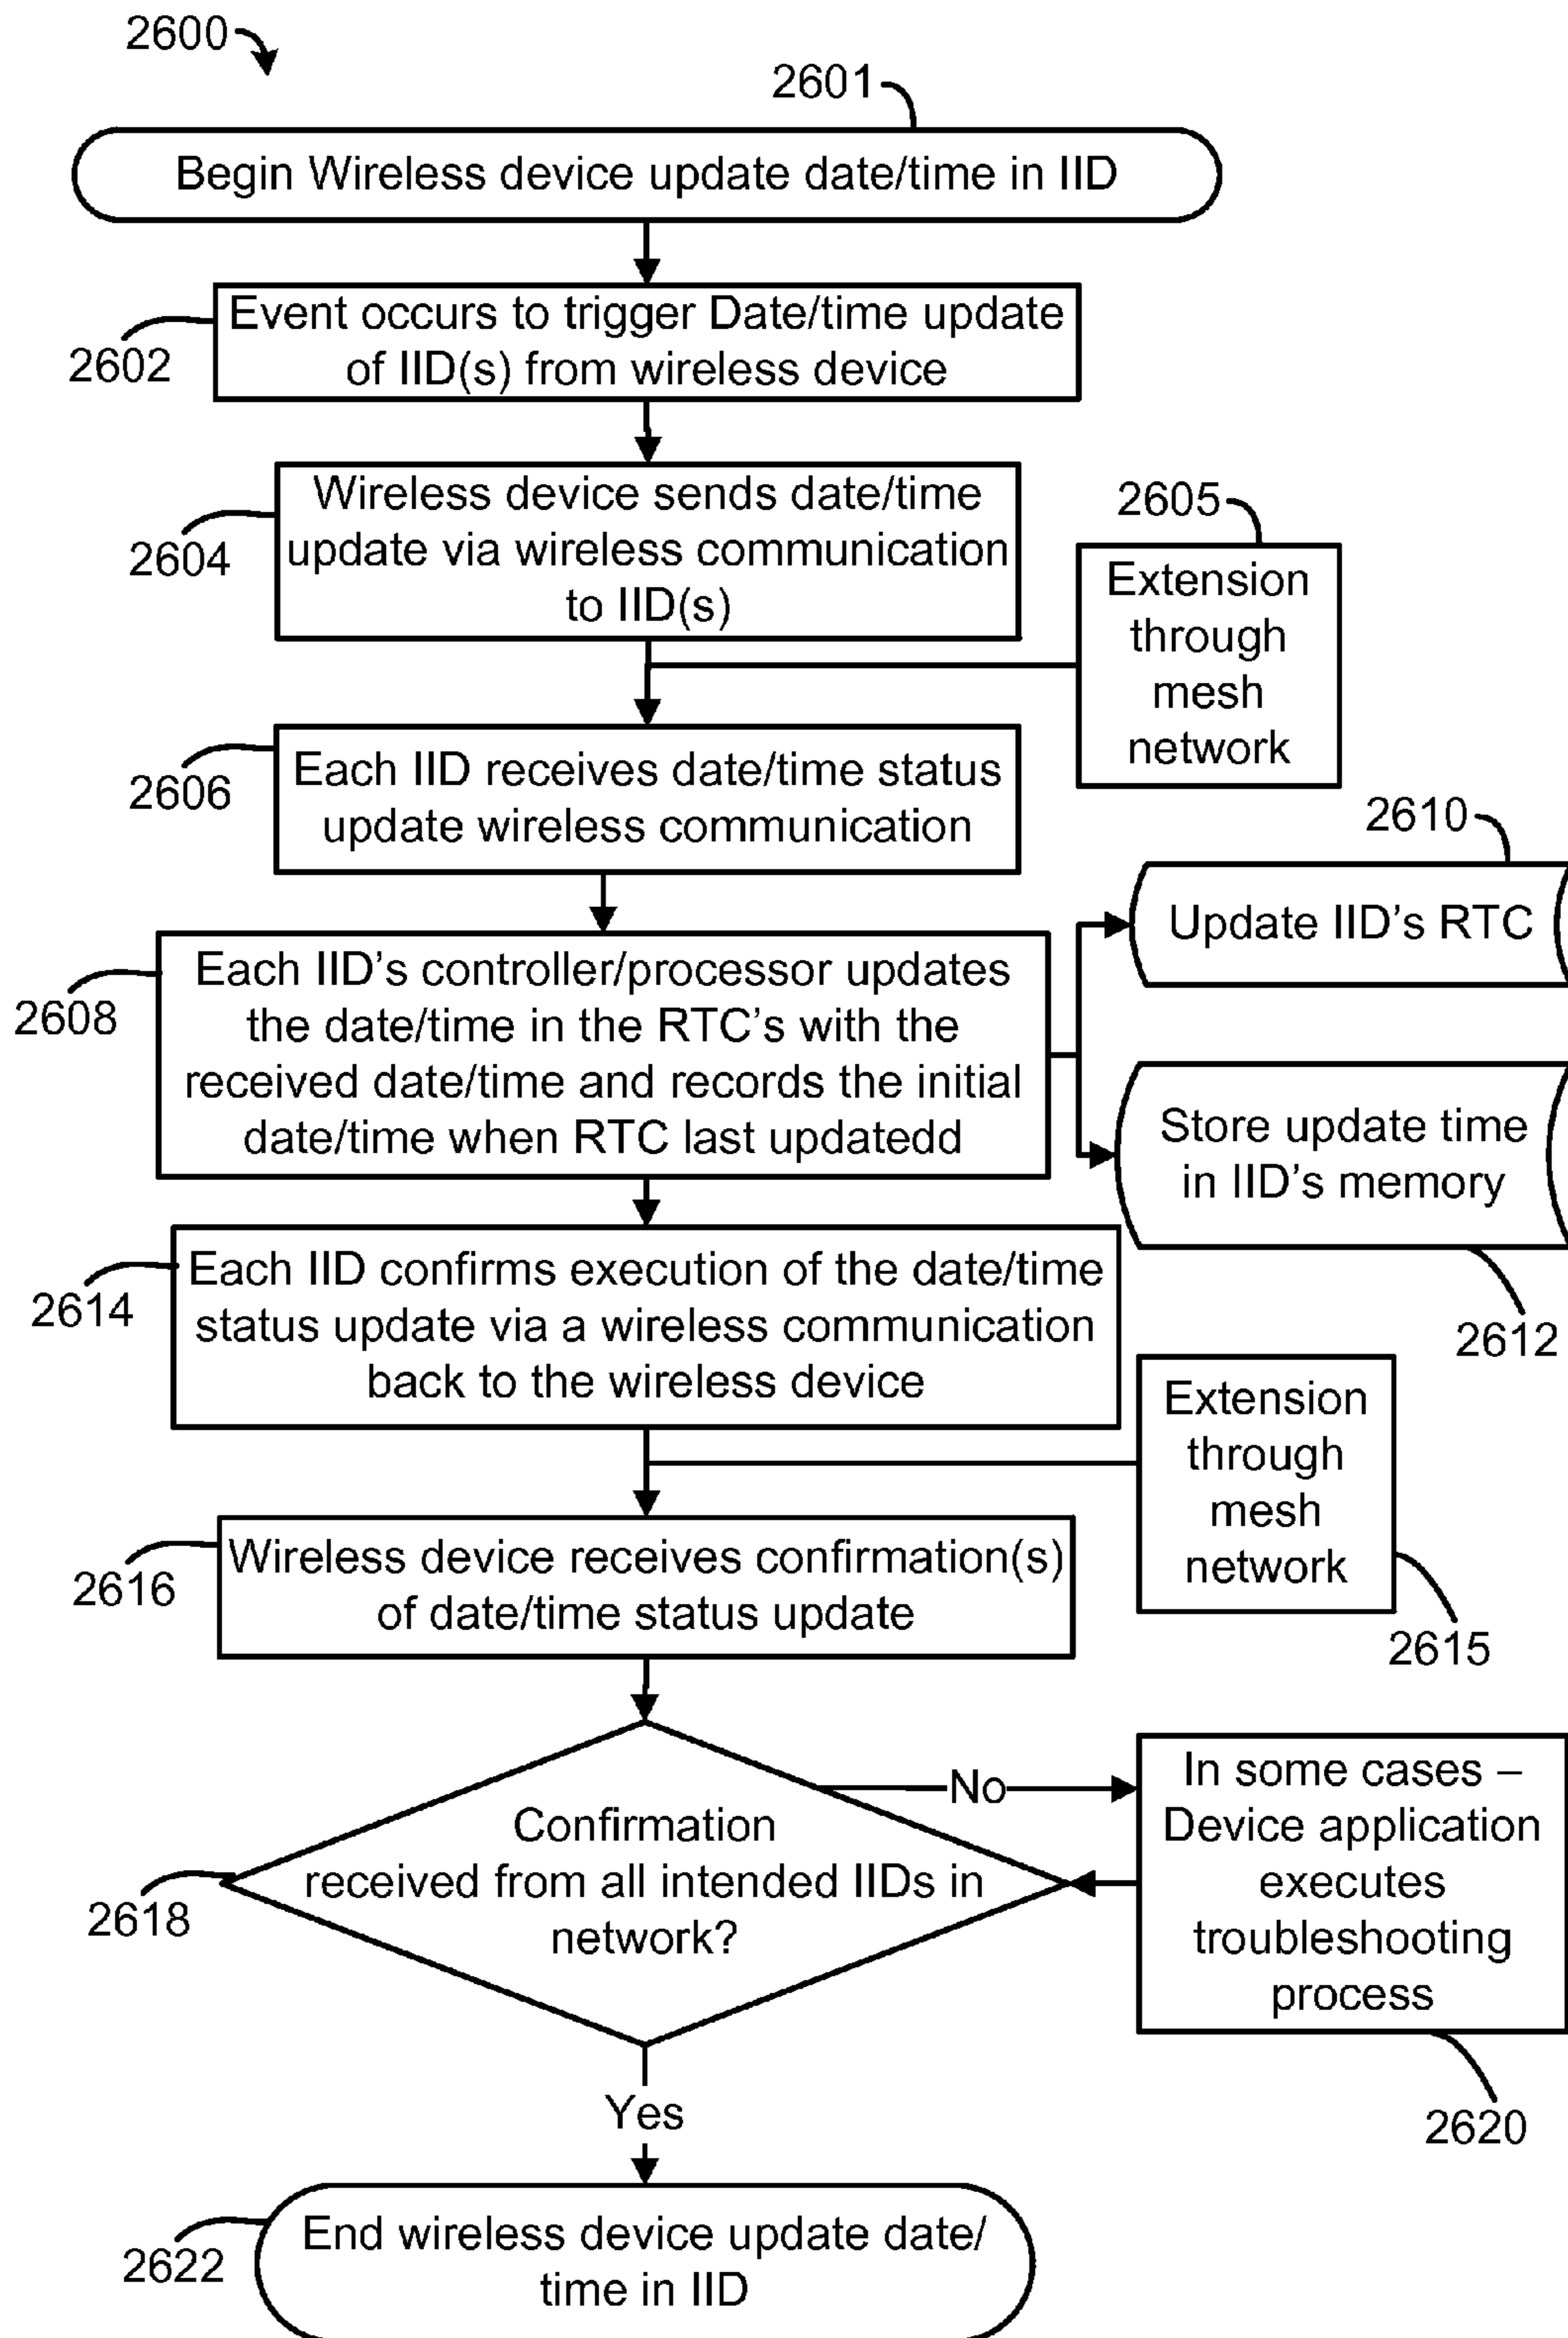 2600
2601
Begin Wireless device update date/time in IID
Event occurs to trigger Date/time update
of IID(s) from wireless device
2602
Wireless device sends date/time
update via wireless communication
to IID(s)
2604
2605
Extension
through
mesh
network
Each IID receives date/time status
update wireless communication
2606
2610
Update IID's RTC
Each IID's controller/processor updates
the date/time in the RTC's with the
received date/time and records the initial
date/time when RTC last updatedd
2608
Store update time
in IID's memory
2612
Each IID confirms execution of the date/time
status update via a wireless communication
back to the wireless device
2614
Extension
through
mesh
network
2615
Wireless device receives confirmation(s)
of date/time status update
2616
Confirmation
received from all intended IIDs in
network?
2618
No
In some cases –
Device application
executes
troubleshooting
process
2620
Yes
End wireless device update date/
time in IID
2622